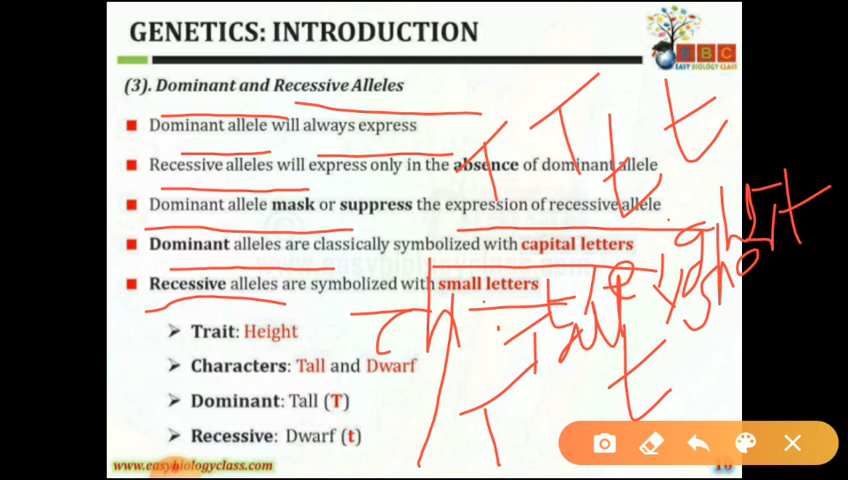 GENETICS: INTRODUCTION
E B C
EASY BIOLOGY CLASS
(3). Dominant and Recessive Alleles
■ Dominant allele will always express
■ Recessive alleles will express only in the absence of dominant allele
■ Dominant allele mask or suppress the expression of recessive allele
■ Dominant alleles are classically symbolized with capital letters
■ Recessive alleles are symbolized with small letters
➤ Trait: Height
➤ Characters: Tall and Dwarf
➤ Dominant: Tall (T)
➤ Recessive: Dwarf (t)
www.easybiologyclass.com
T T t t
Tall short
T t